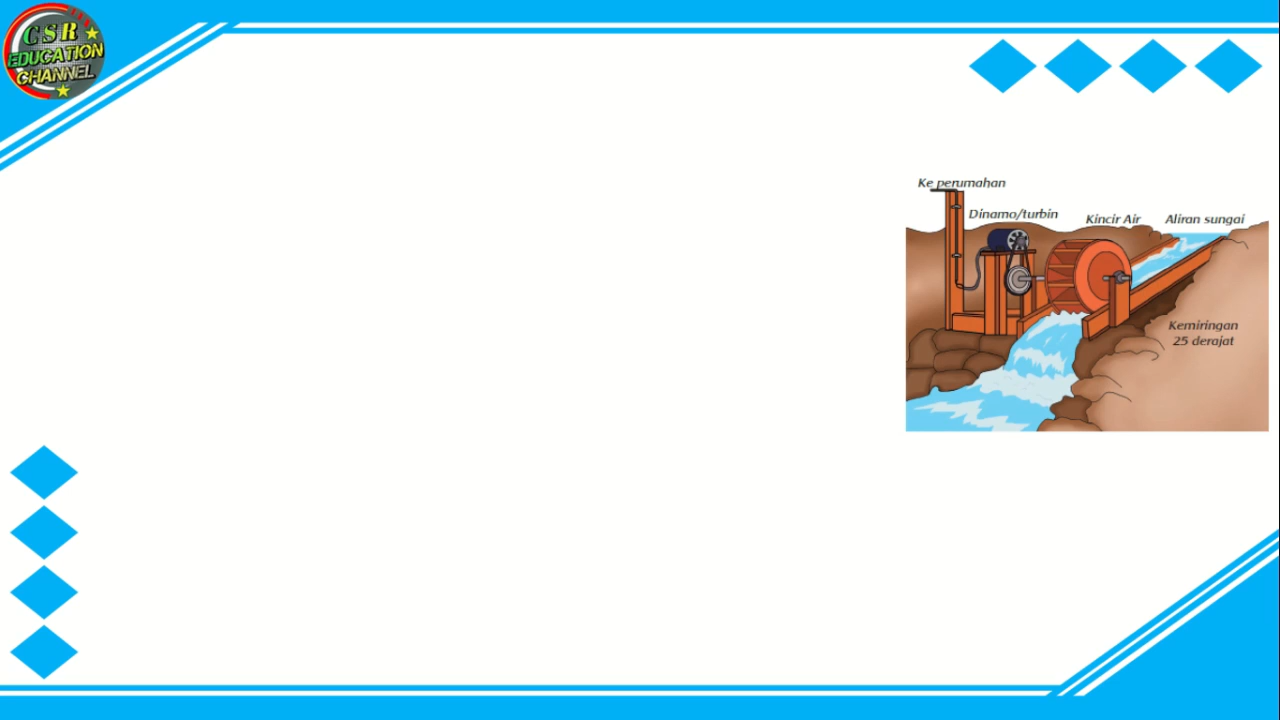 CSR
EDUCATION
CHANNEL
Ke perumahan
Dinamo/turbin
Kincir Air
Aliran sungai
Kemiringan
25 derajat